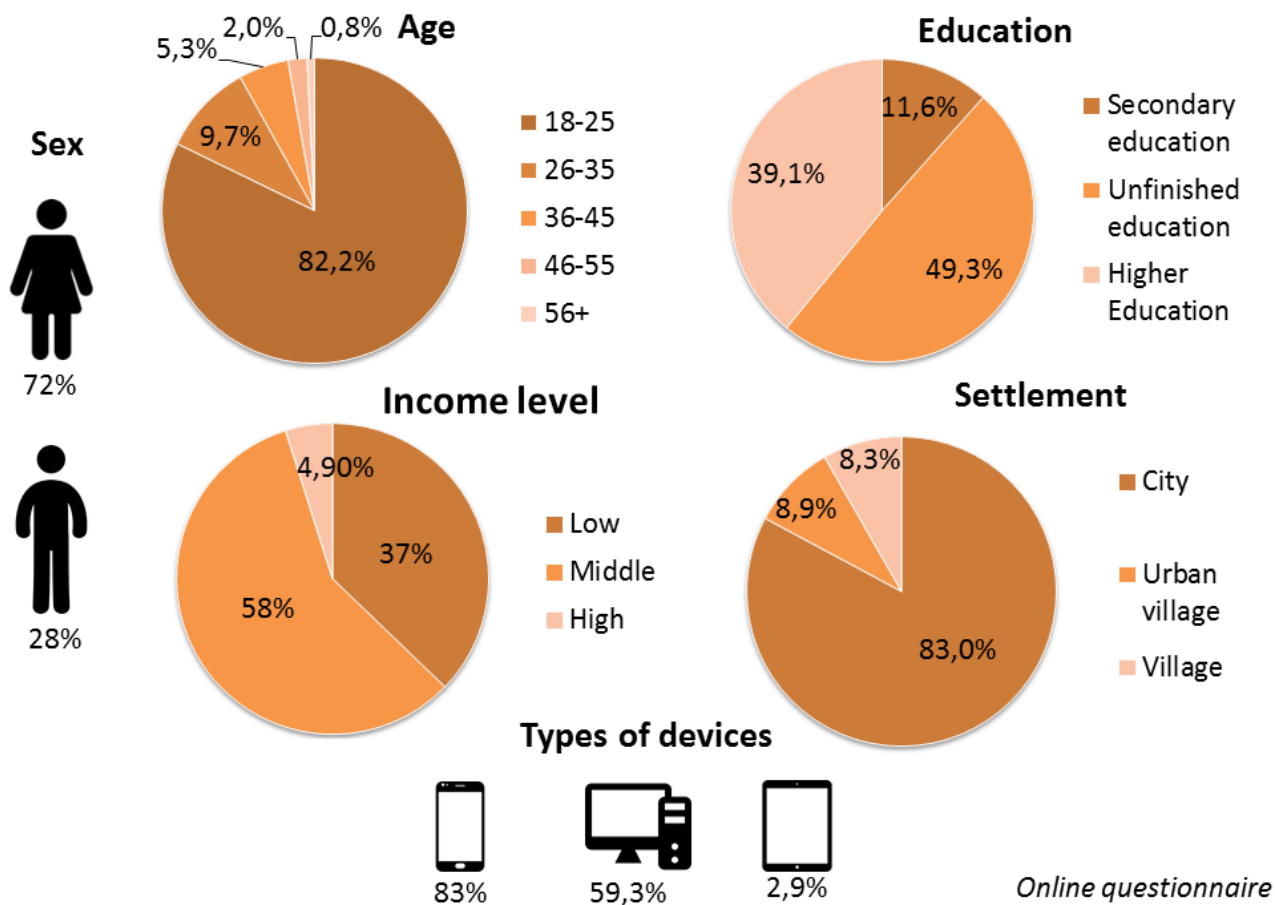 Sex
72%
28%
Age
5,3%
2,0%
0,8%
9,7%
82,2%
18-25
26-35
36-45
46-55
56+
Education
11,6%
39,1%
49,3%
Secondary
education
Unfinished
education
Higher
Education
Income level
4,90%
37%
58%
Low
Middle
High
Settlement
8,3%
8,9%
83,0%
City
Urban
village
Village
Types of devices
83%
59,3%
2,9%
Online questionnaire